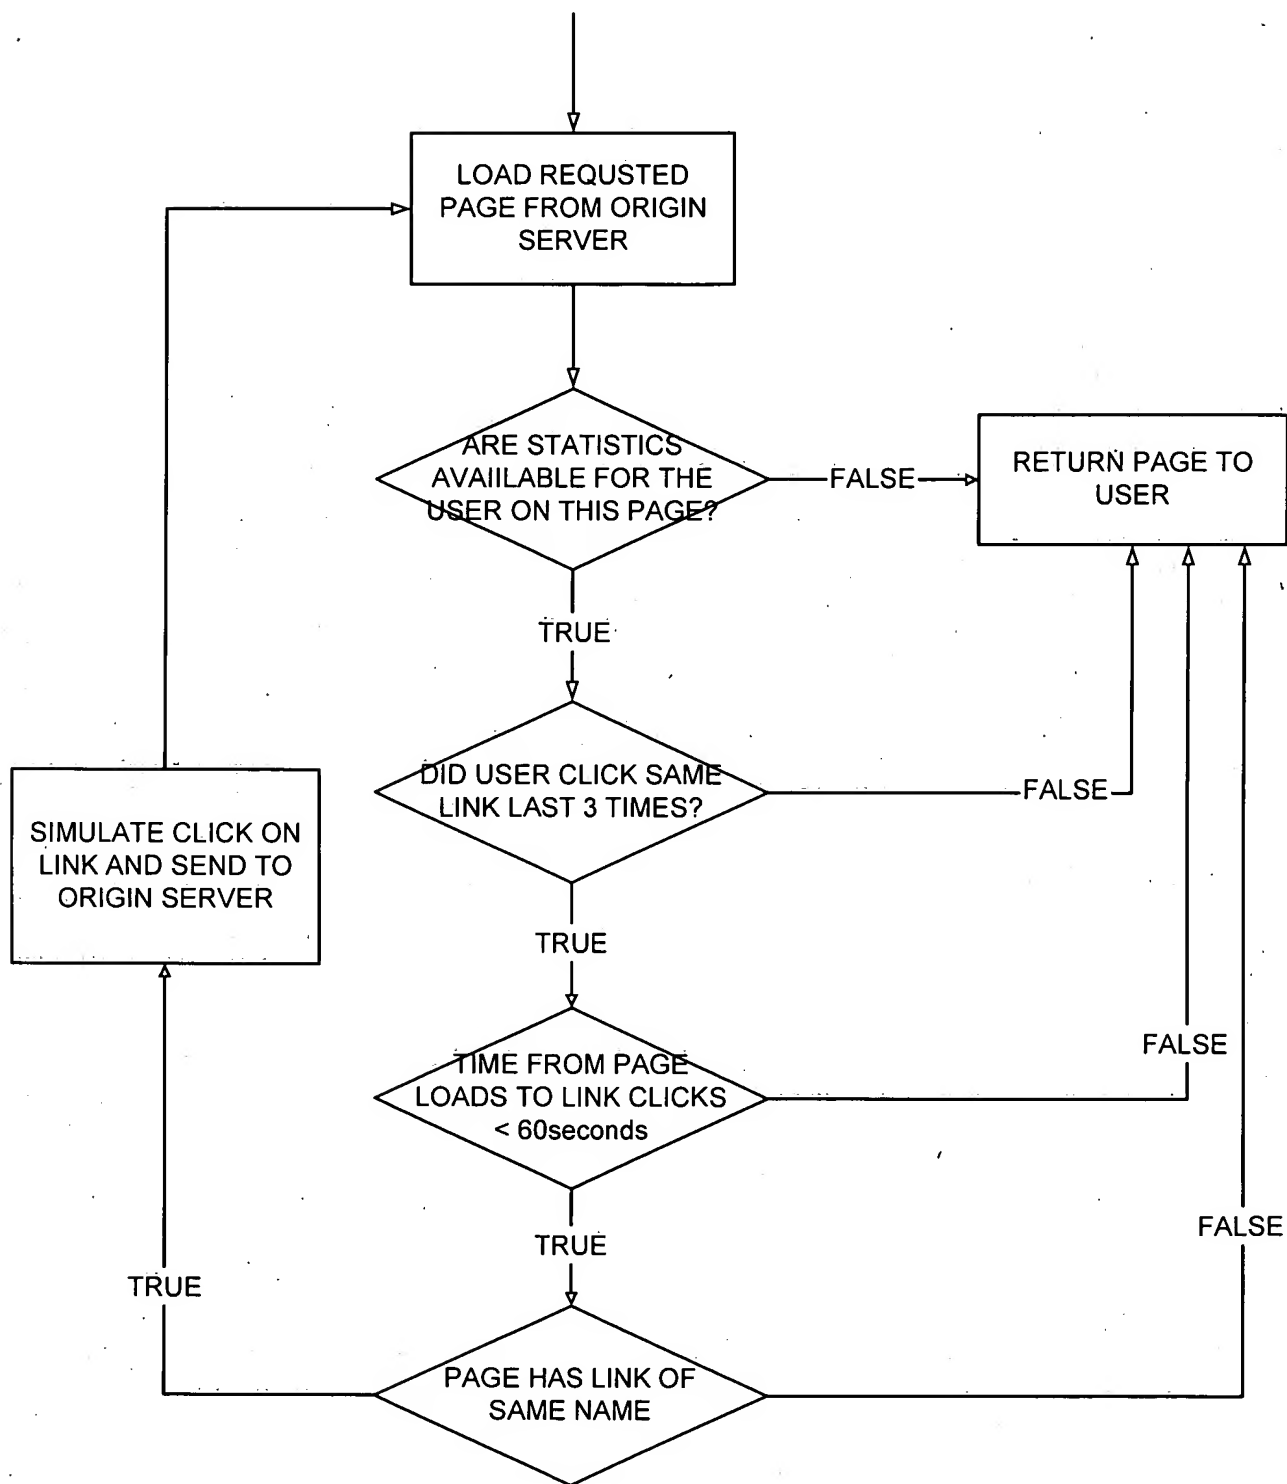 LOAD REQUSTED
PAGE FROM ORIGIN
SERVER
ARE STATISTICS
AVAIILABLE FOR THE
USER ON THIS PAGE?
FALSE
RETURN PAGE TO
USER
TRUE
DID USER CLICK SAME
LINK LAST 3 TIMES?
FALSE
SIMULATE CLICK ON
LINK AND SEND TO
ORIGIN SERVER
TRUE
TIME FROM PAGE
LOADS TO LINK CLICKS
< 60seconds
FALSE
TRUE
FALSE
TRUE
PAGE HAS LINK OF
SAME NAME